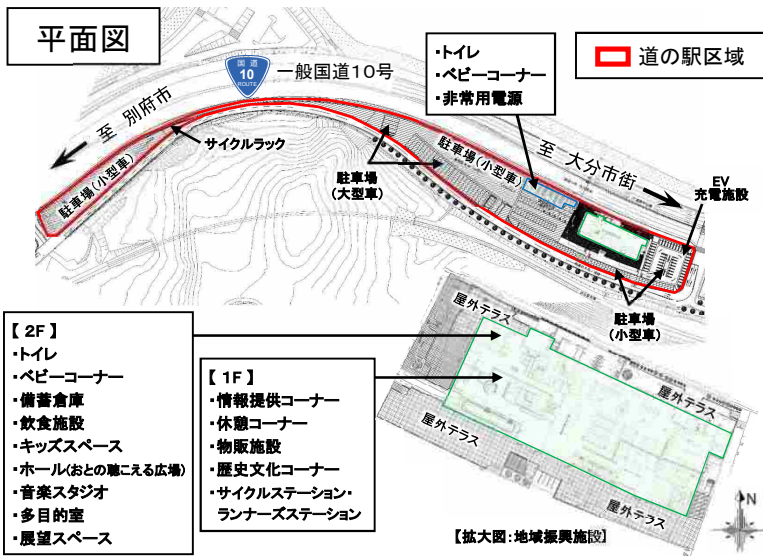 平面図
国道
10
ROUTE
一般国道10号
・トイレ
・ベビーコーナー
・非常用電源
道の駅区域
至 別府市
サイクルラック
駐車場(小型車)
駐車場
(大型車)
駐車場(小型車)
至 大分市街
EV
充電施設
駐車場
(小型車)
【 2F 】
・トイレ
・ベビーコーナー
・備蓄倉庫
・飲食施設
・キッズスペース
・ホール(おとの聴こえる広場)
・音楽スタジオ
・多目的室
・展望スペース
【 1F 】
・情報提供コーナー
・休憩コーナー
・物販施設
・歴史文化コーナー
・サイクルステーション・
ランナーズステーション
屋外テラス
屋外テラス
屋外テラス
屋外テラス
【拡大図:地域振興施設】
N